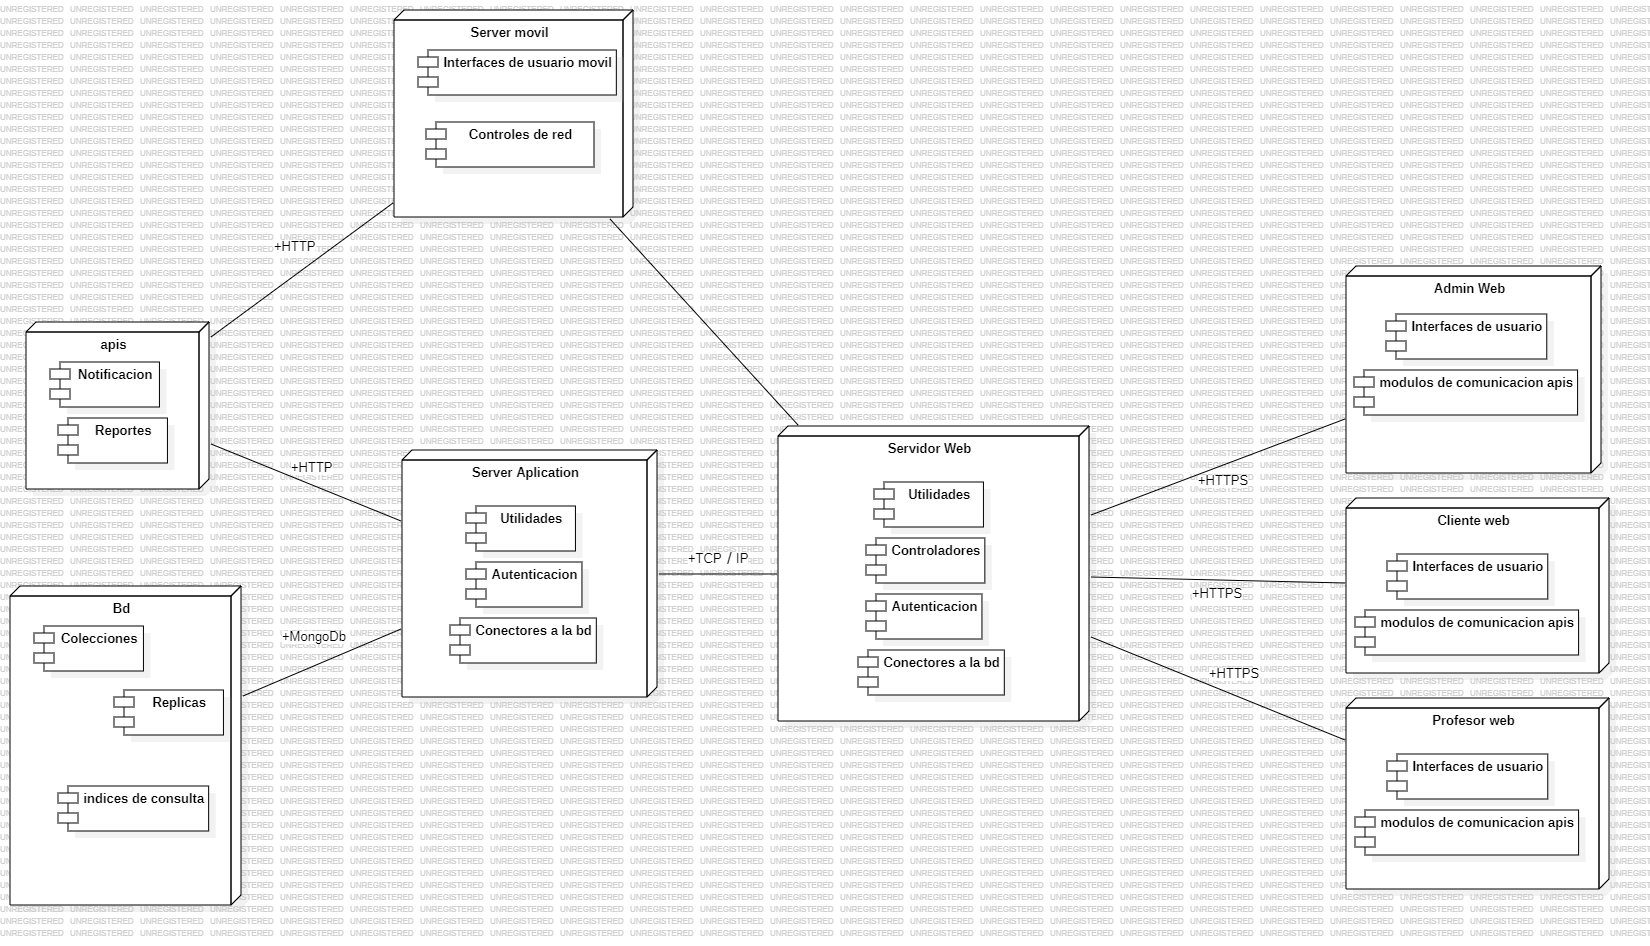 Server movil
Interfaces de usuario movil
Controles de red
+HTTP
apis
Notificacion
Reportes
+HTTP
Bd
Colecciones
Replicas
indices de consulta
+MongoDb
Server Aplication
Utilidades
Autenticacion
Conectores a la bd
+TCP / IP
Servidor Web
Utilidades
Controladores
Autenticacion
Conectores a la bd
+HTTPS
+HTTPS
+HTTPS
Admin Web
Interfaces de usuario
modulos de comunicacion apis
Cliente web
Interfaces de usuario
modulos de comunicacion apis
Profesor web
Interfaces de usuario
modulos de comunicacion apis
UNREGISTERED